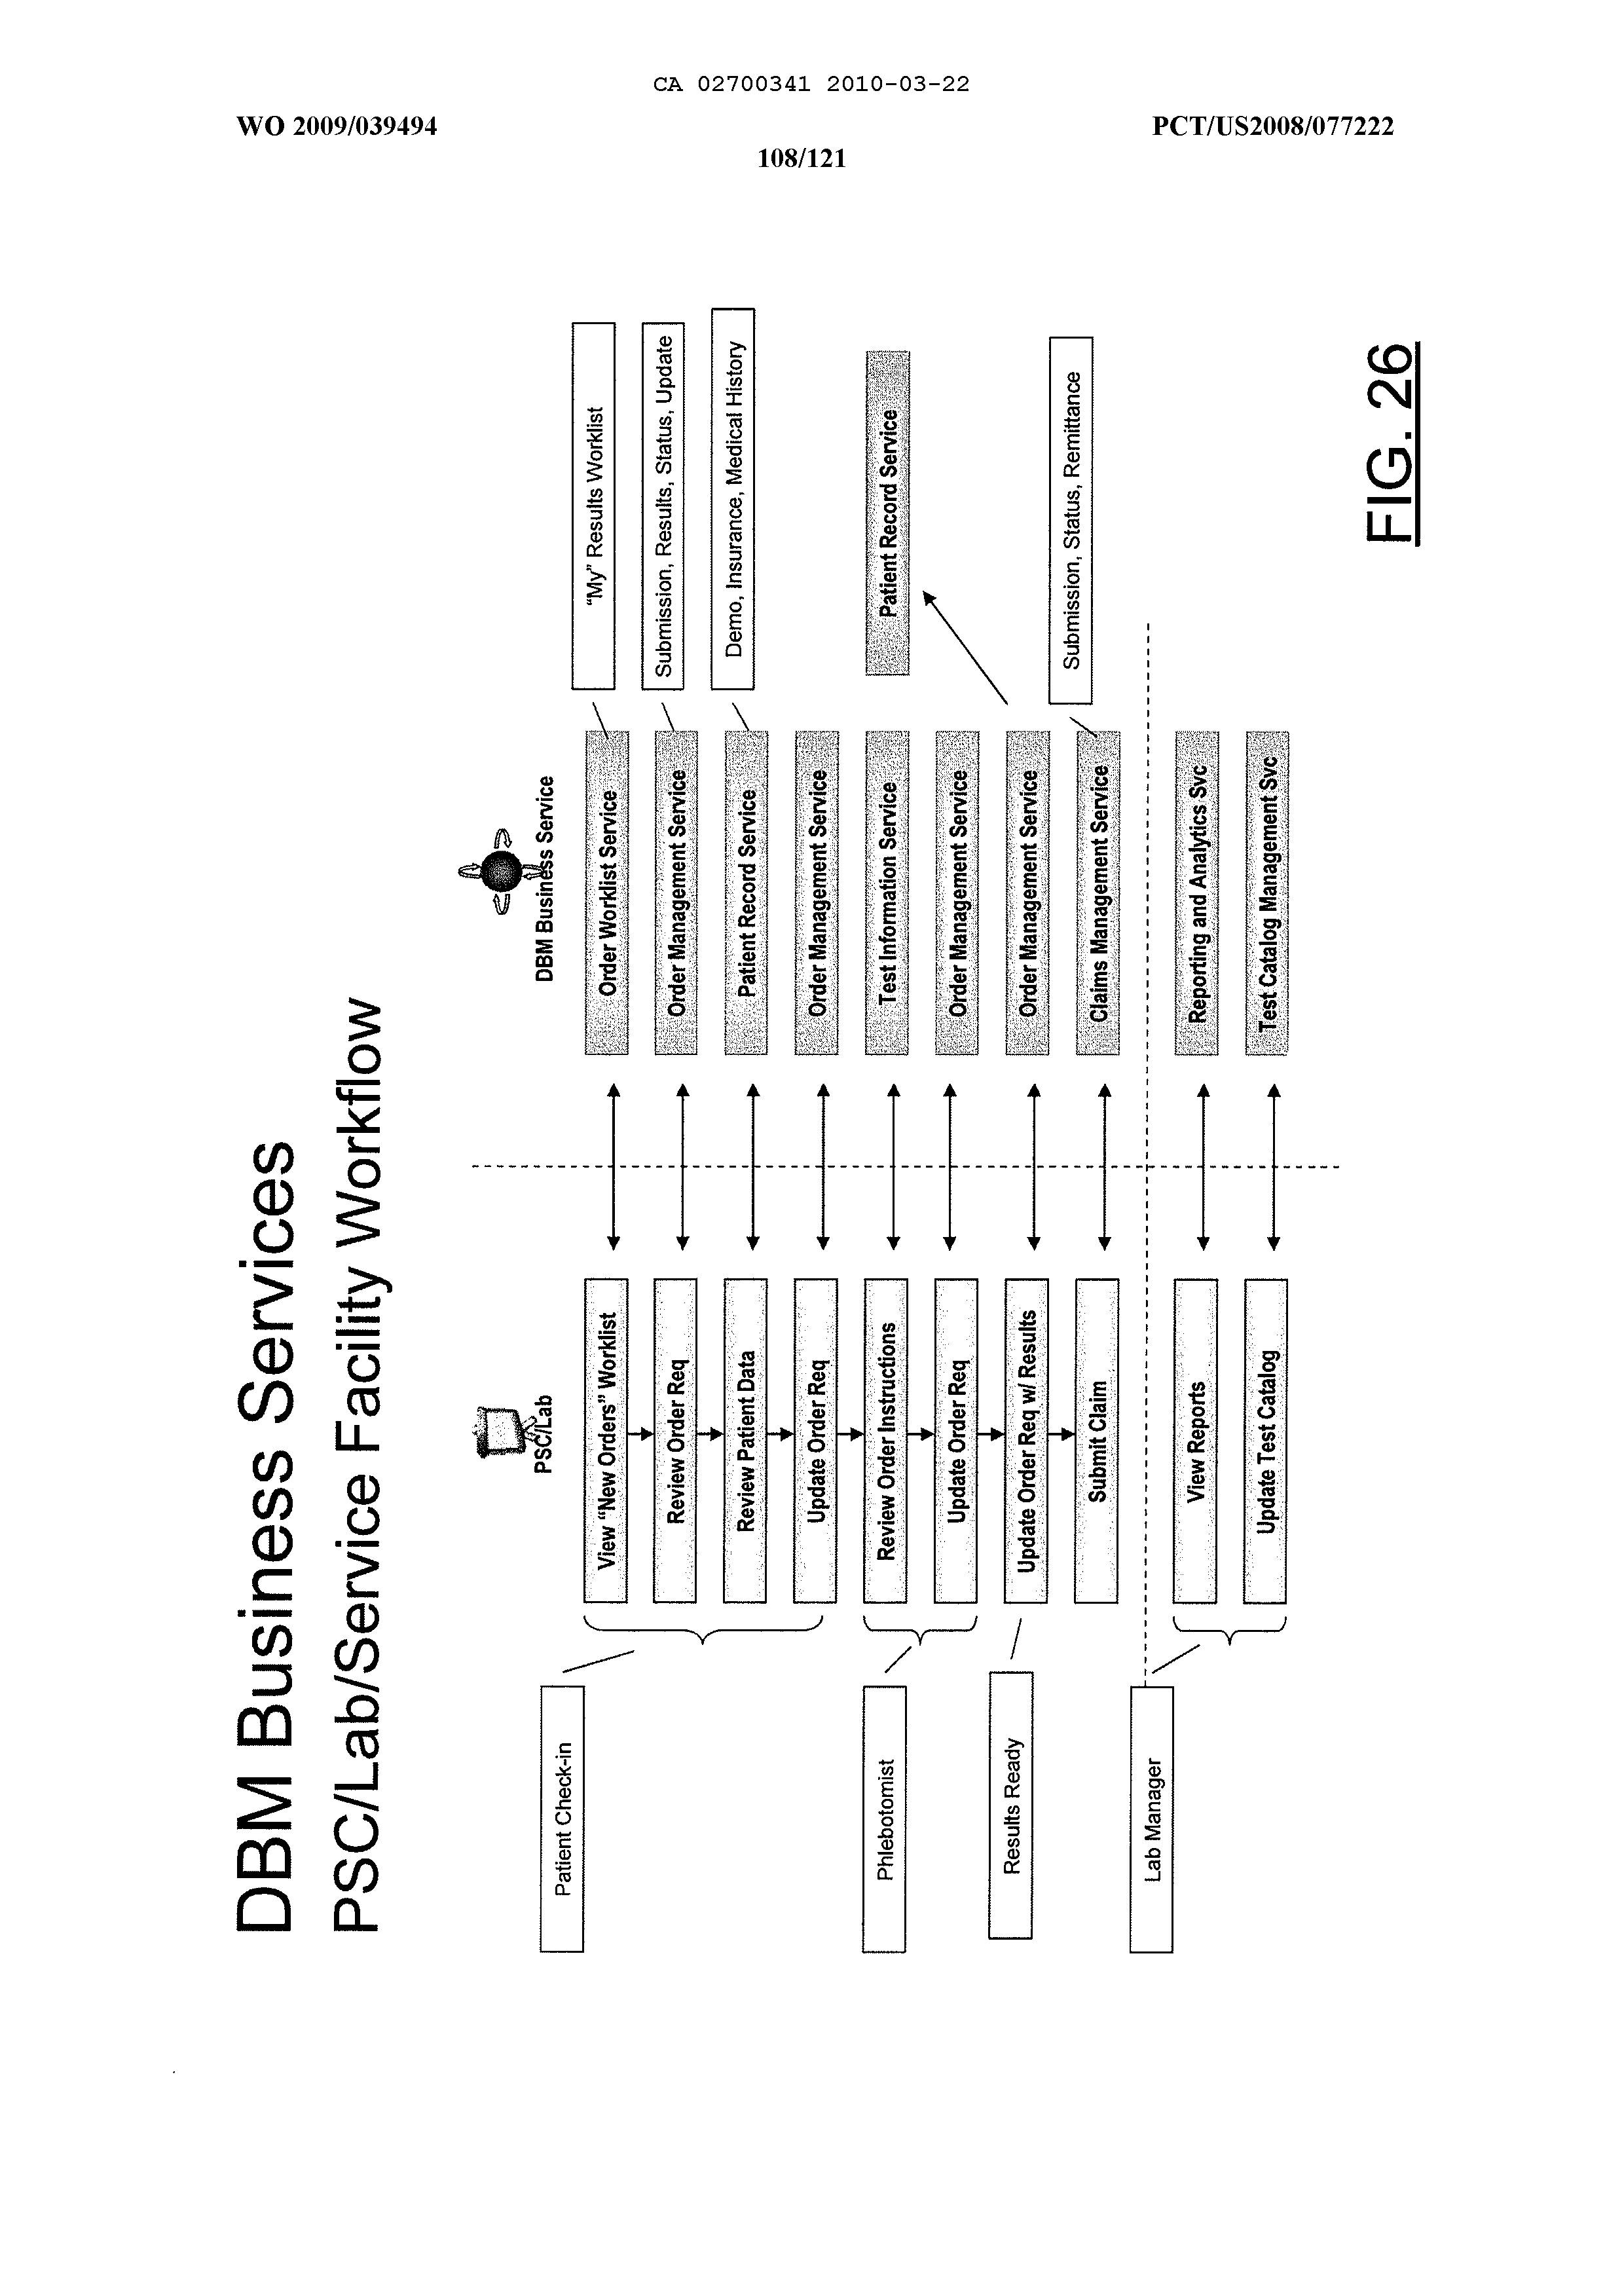 CA 02700341 2010-03-22
WO 2009/039494
PCT/US2008/077222
108/121
DBM Business Services
PSC/Lab/Service Facility Workflow
PSC/Lab
DBM Business Service
Patient Check-in
View “New Orders” Worklist
Order Worklist Service
“My” Results Worklist
Review Order Req
Order Management Service
Submission, Results, Status, Update
Review Patient Data
Patient Record Service
Demo, Insurance, Medical History
Update Order Req
Order Management Service
Phlebotomist
Review Order Instructions
Test Information Service
Patient Record Service
Update Order Req
Order Management Service
Results Ready
Update Order Req w/ Results
Order Management Service
Submit Claim
Claims Management Service
Submission, Status, Remittance
Lab Manager
View Reports
Reporting and Analytics Svc
Update Test Catalog
Test Catalog Management Svc
FIG. 26